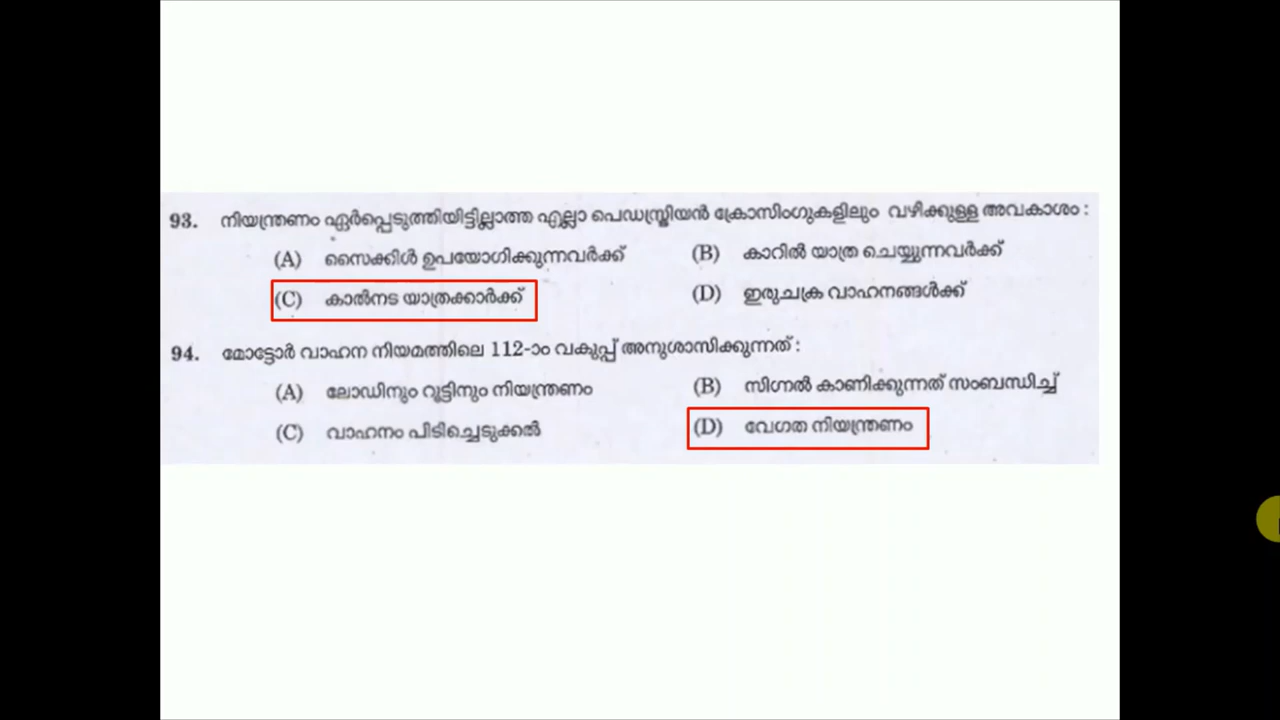 93. നിയന്ത്രണം ഏർപ്പെടുത്തിയിട്ടില്ലാത്ത എല്ലാ പെഡസ്ട്രിയൻ ക്രോസിംഗുകളിലും വഴിക്കുള്ള അവകാശം :
(A) സൈക്കിൾ ഉപയോഗിക്കുന്നവർക്ക് (B) കാറിൽ യാത്ര ചെയ്യുന്നവർക്ക്
(C) കാൽനട യാത്രക്കാർക്ക് (D) ഇരുചക്ര വാഹനങ്ങൾക്ക്
94. മോട്ടോർ വാഹന നിയമത്തിലെ 112-ാം വകുപ്പ് അനുശാസിക്കുന്നത് :
(A) ലോഡിനും റൂട്ടിനും നിയന്ത്രണം (B) സിഗ്നൽ കാണിക്കുന്നത് സംബന്ധിച്ച്
(C) വാഹനം പിടിച്ചെടുക്കൽ (D) വേഗത നിയന്ത്രണം